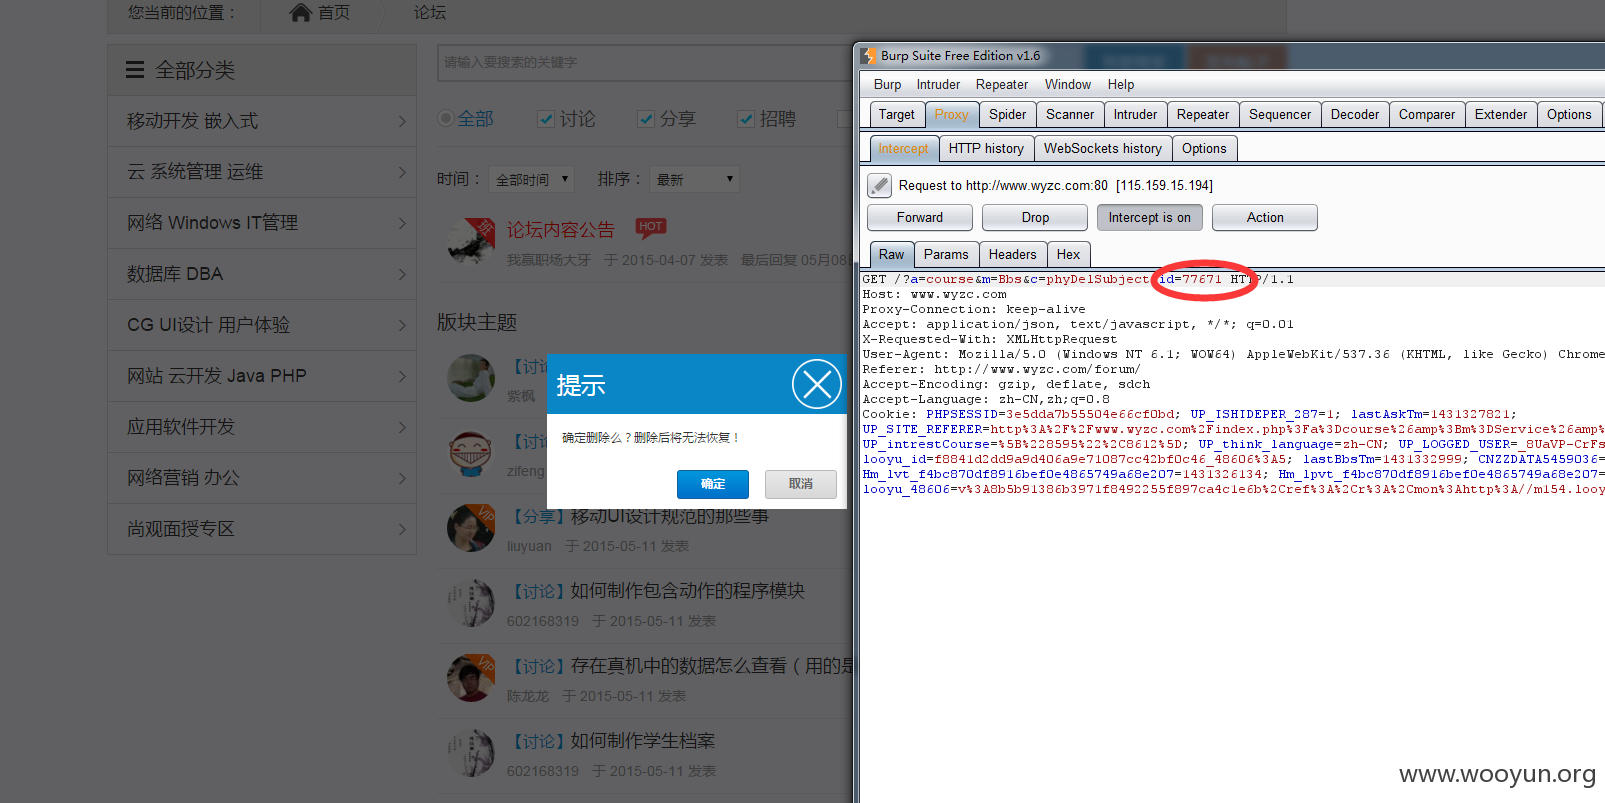 您当前的位置：
首页
论坛
全部分类
移动开发 嵌入式
云 系统管理 运维
网络 Windows IT管理
数据库 DBA
CG UI设计 用户体验
网站 云开发 Java PHP
应用软件开发
网络营销 办公
尚观面授专区
请输入要搜素的关键字
全部
讨论
分享
招聘
时间：
全部时间
排序：
最新
论坛内容公告
HOT
我赢职场大牙 于 2015-04-07 发表 最后回复 05月08
版块主题
【讨论
紫枫
【讨
zifeng
提示
确定删除么？删除后将无法恢复！
确定
取消
VIP
【分享】移动UI设计规范的那些事
liuyuan 于 2015-05-11 发表
【讨论】如何制作包含动作的程序模块
602168319 于 2015-05-11 发表
VIP
【讨论】存在真机中的数据怎么查看（用的是
陈龙龙 于 2015-05-11 发表
【讨论】如何制作学生档案
602168319 于 2015-05-11 发表
Burp Suite Free Edition v1.6
Burp Intruder Repeater Window Help
Target Proxy Spider Scanner Intruder Repeater Sequencer Decoder Comparer Extender Options
Intercept HTTP history WebSockets history Options
Request to http://www.wyzc.com:80 [115.159.15.194]
Forward Drop Intercept is on Action
Raw Params Headers Hex
GET /?a=course&m=Bbs&c=phyDelSubject&id=77671 HTTP/1.1
Host: www.wyzc.com
Proxy-Connection: keep-alive
Accept: application/json, text/javascript, */*; q=0.01
X-Requested-With: XMLHttpRequest
User-Agent: Mozilla/5.0 (Windows NT 6.1; WOW64) AppleWebKit/537.36 (KHTML, like Gecko) Chrome
Referer: http://www.wyzc.com/forum/
Accept-Encoding: gzip, deflate, sdch
Accept-Language: zh-CN,zh;q=0.8
Cookie: PHPSESSID=3e5dda7b55504e66cf0bd; UP_ISHIDEPER_287=1; lastAskTm=1431327821;
UP_SITE_REFERER=http%3A%2F%2Fwww.wyzc.com%2Findex.php%3Fa%3Dcourse%26amp%3Bm%3DService%26amp%
UP_intrestCourse=%5B%228595%22%2C8612%5D; UP_think_language=zh-CN; UP_LOGGED_USER=_8UaVP-CrFs
looyu_id=f8841d2dd9a9d406a9e71087cc42bf0c46_48606%3A5; lastBbsTm=1431332999; CNZZDATA5459036=
Hm_lvt_f4bc870df8916bef0e4865749a68e207=1431326134; Hm_lpvt_f4bc870df8916bef0e4865749a68e207=
looyu_48606=v%3A8b5b91386b3971f8492255f897ca4c1e6b%2Cref%3A%2Cr%3A%2Cmon%3Ahttp%3A//m154.looy
www.wooyun.org